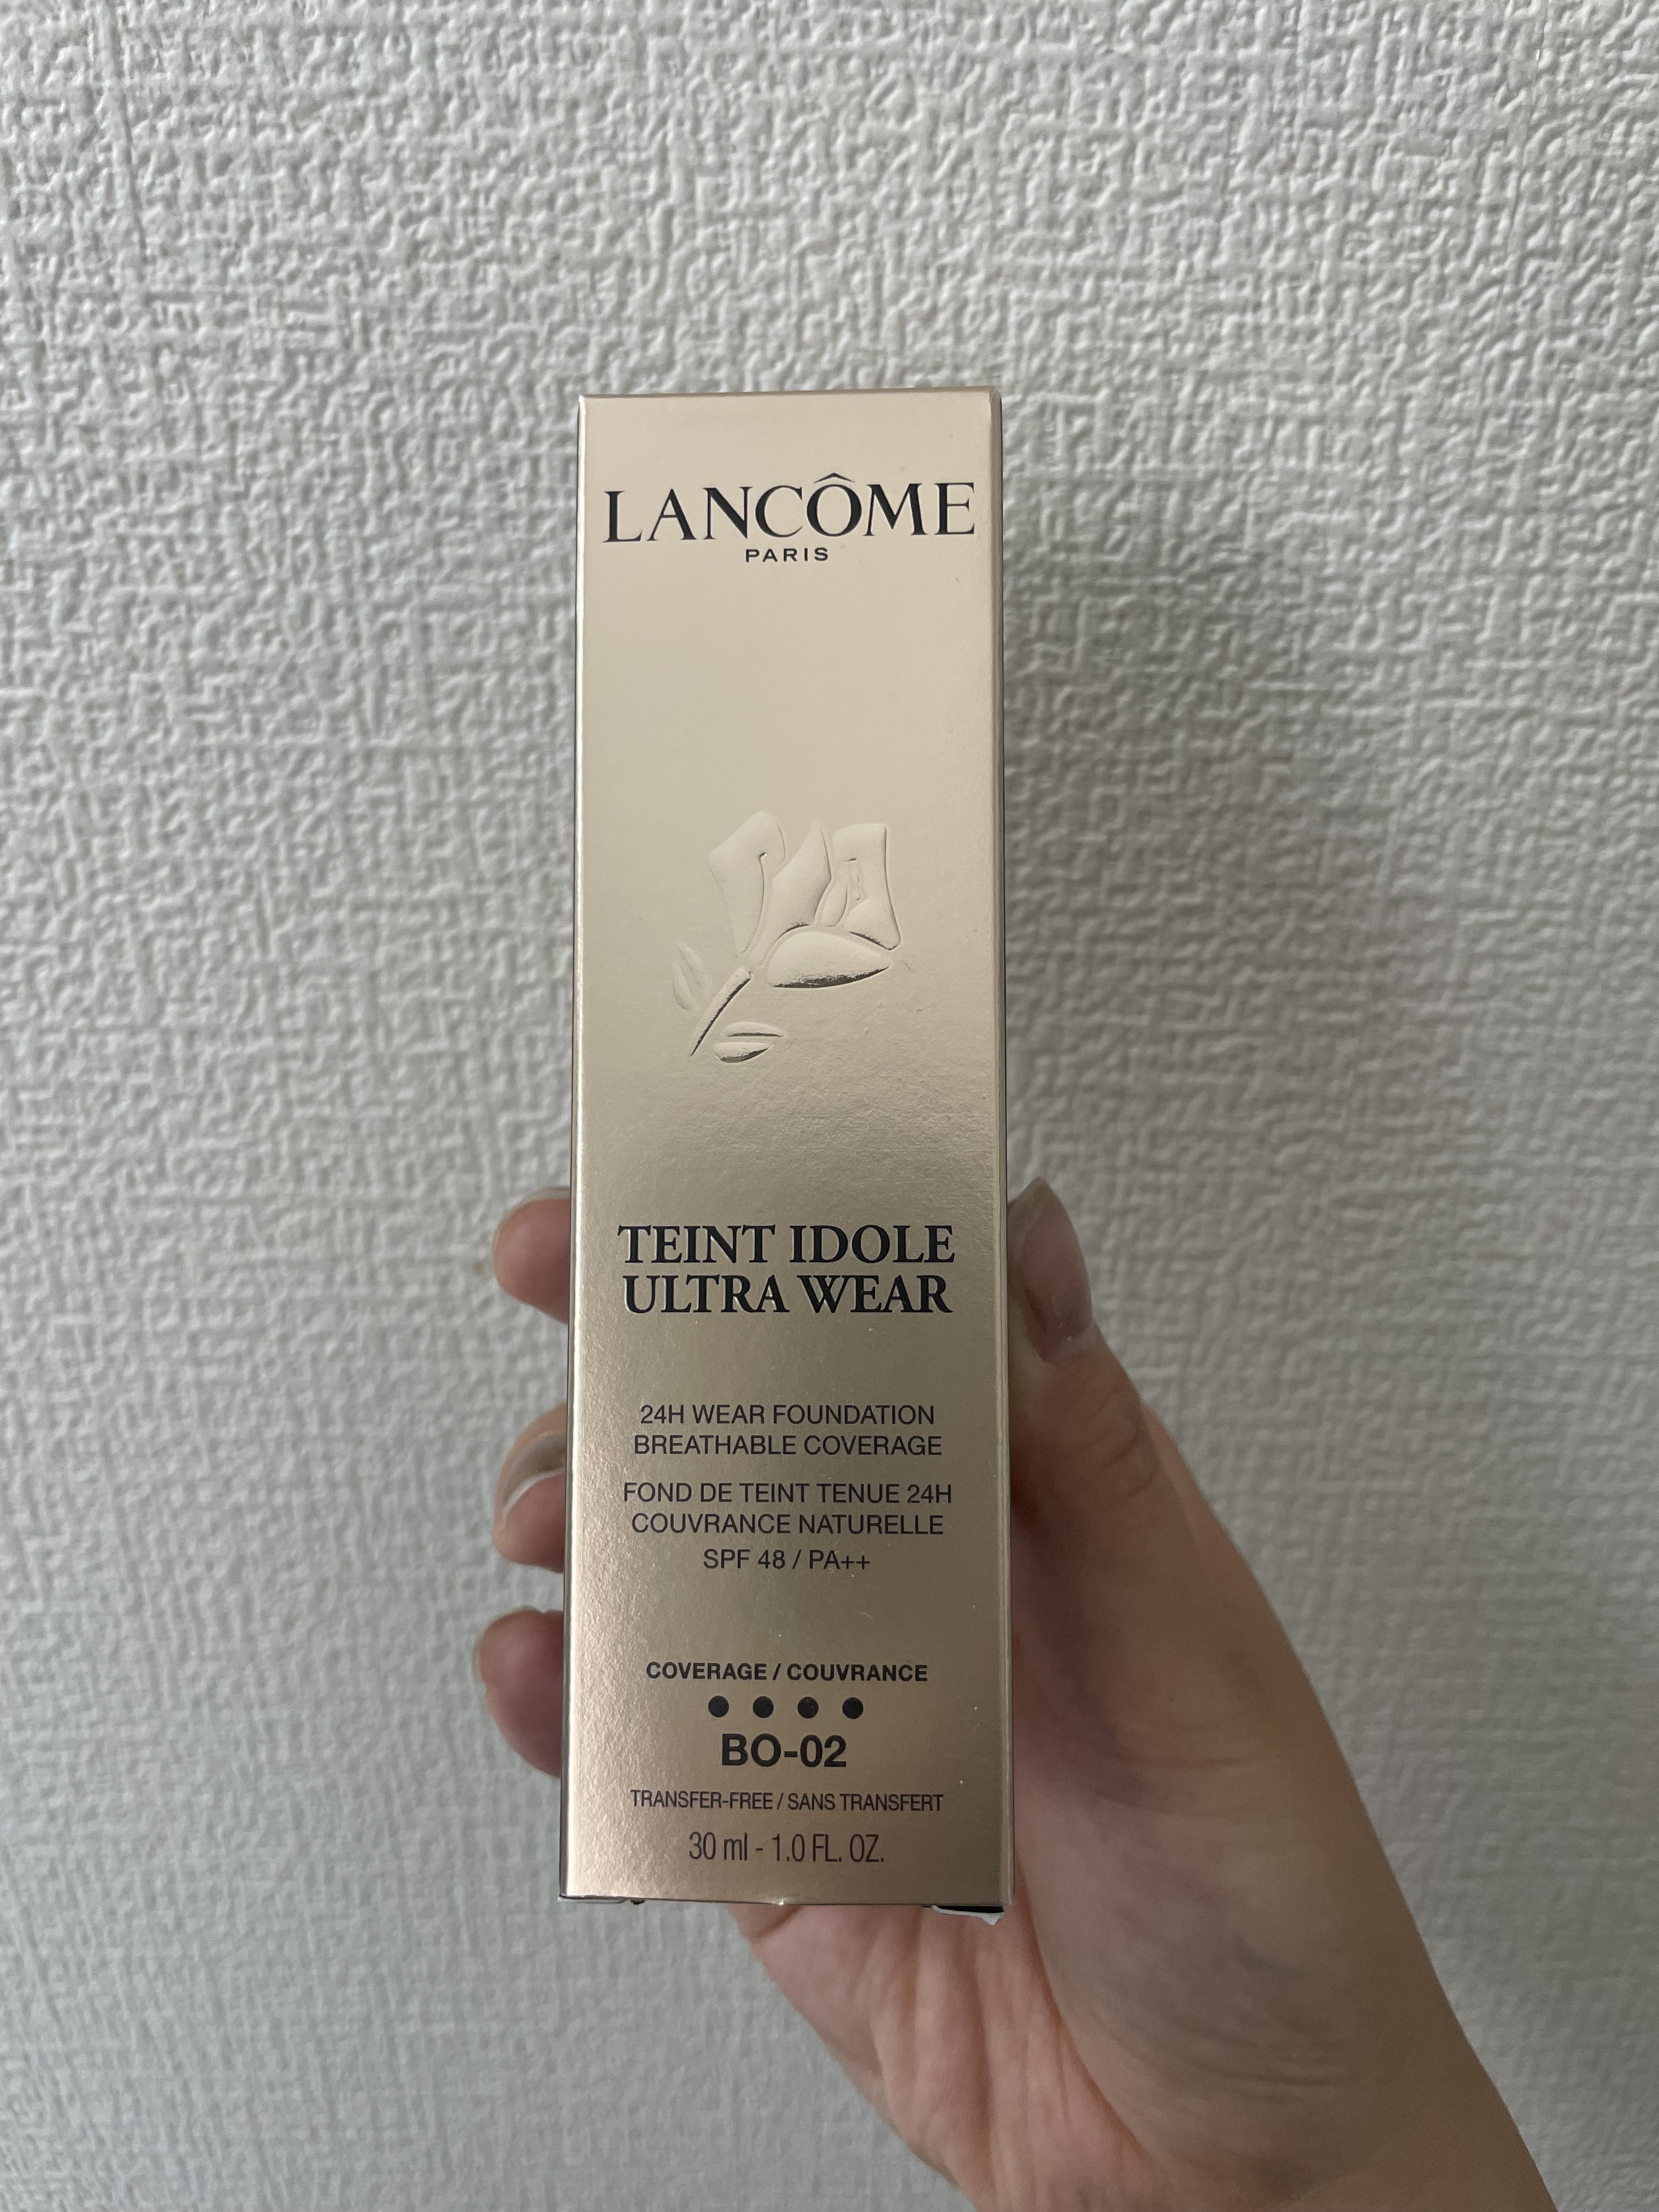 LANCÔME
PARIS
TEINT IDOLE
ULTRA WEAR
24H WEAR FOUNDATION
BREATHABLE COVERAGE
FOND DE TEINT TENUE 24H
COUVRANCE NATURELLE
SPF 48 / PA++
COVERAGE / COUVRANCE
BO-02
TRANSFER-FREE / SANS TRANSFERT
30 ml - 1.0 FL. OZ.